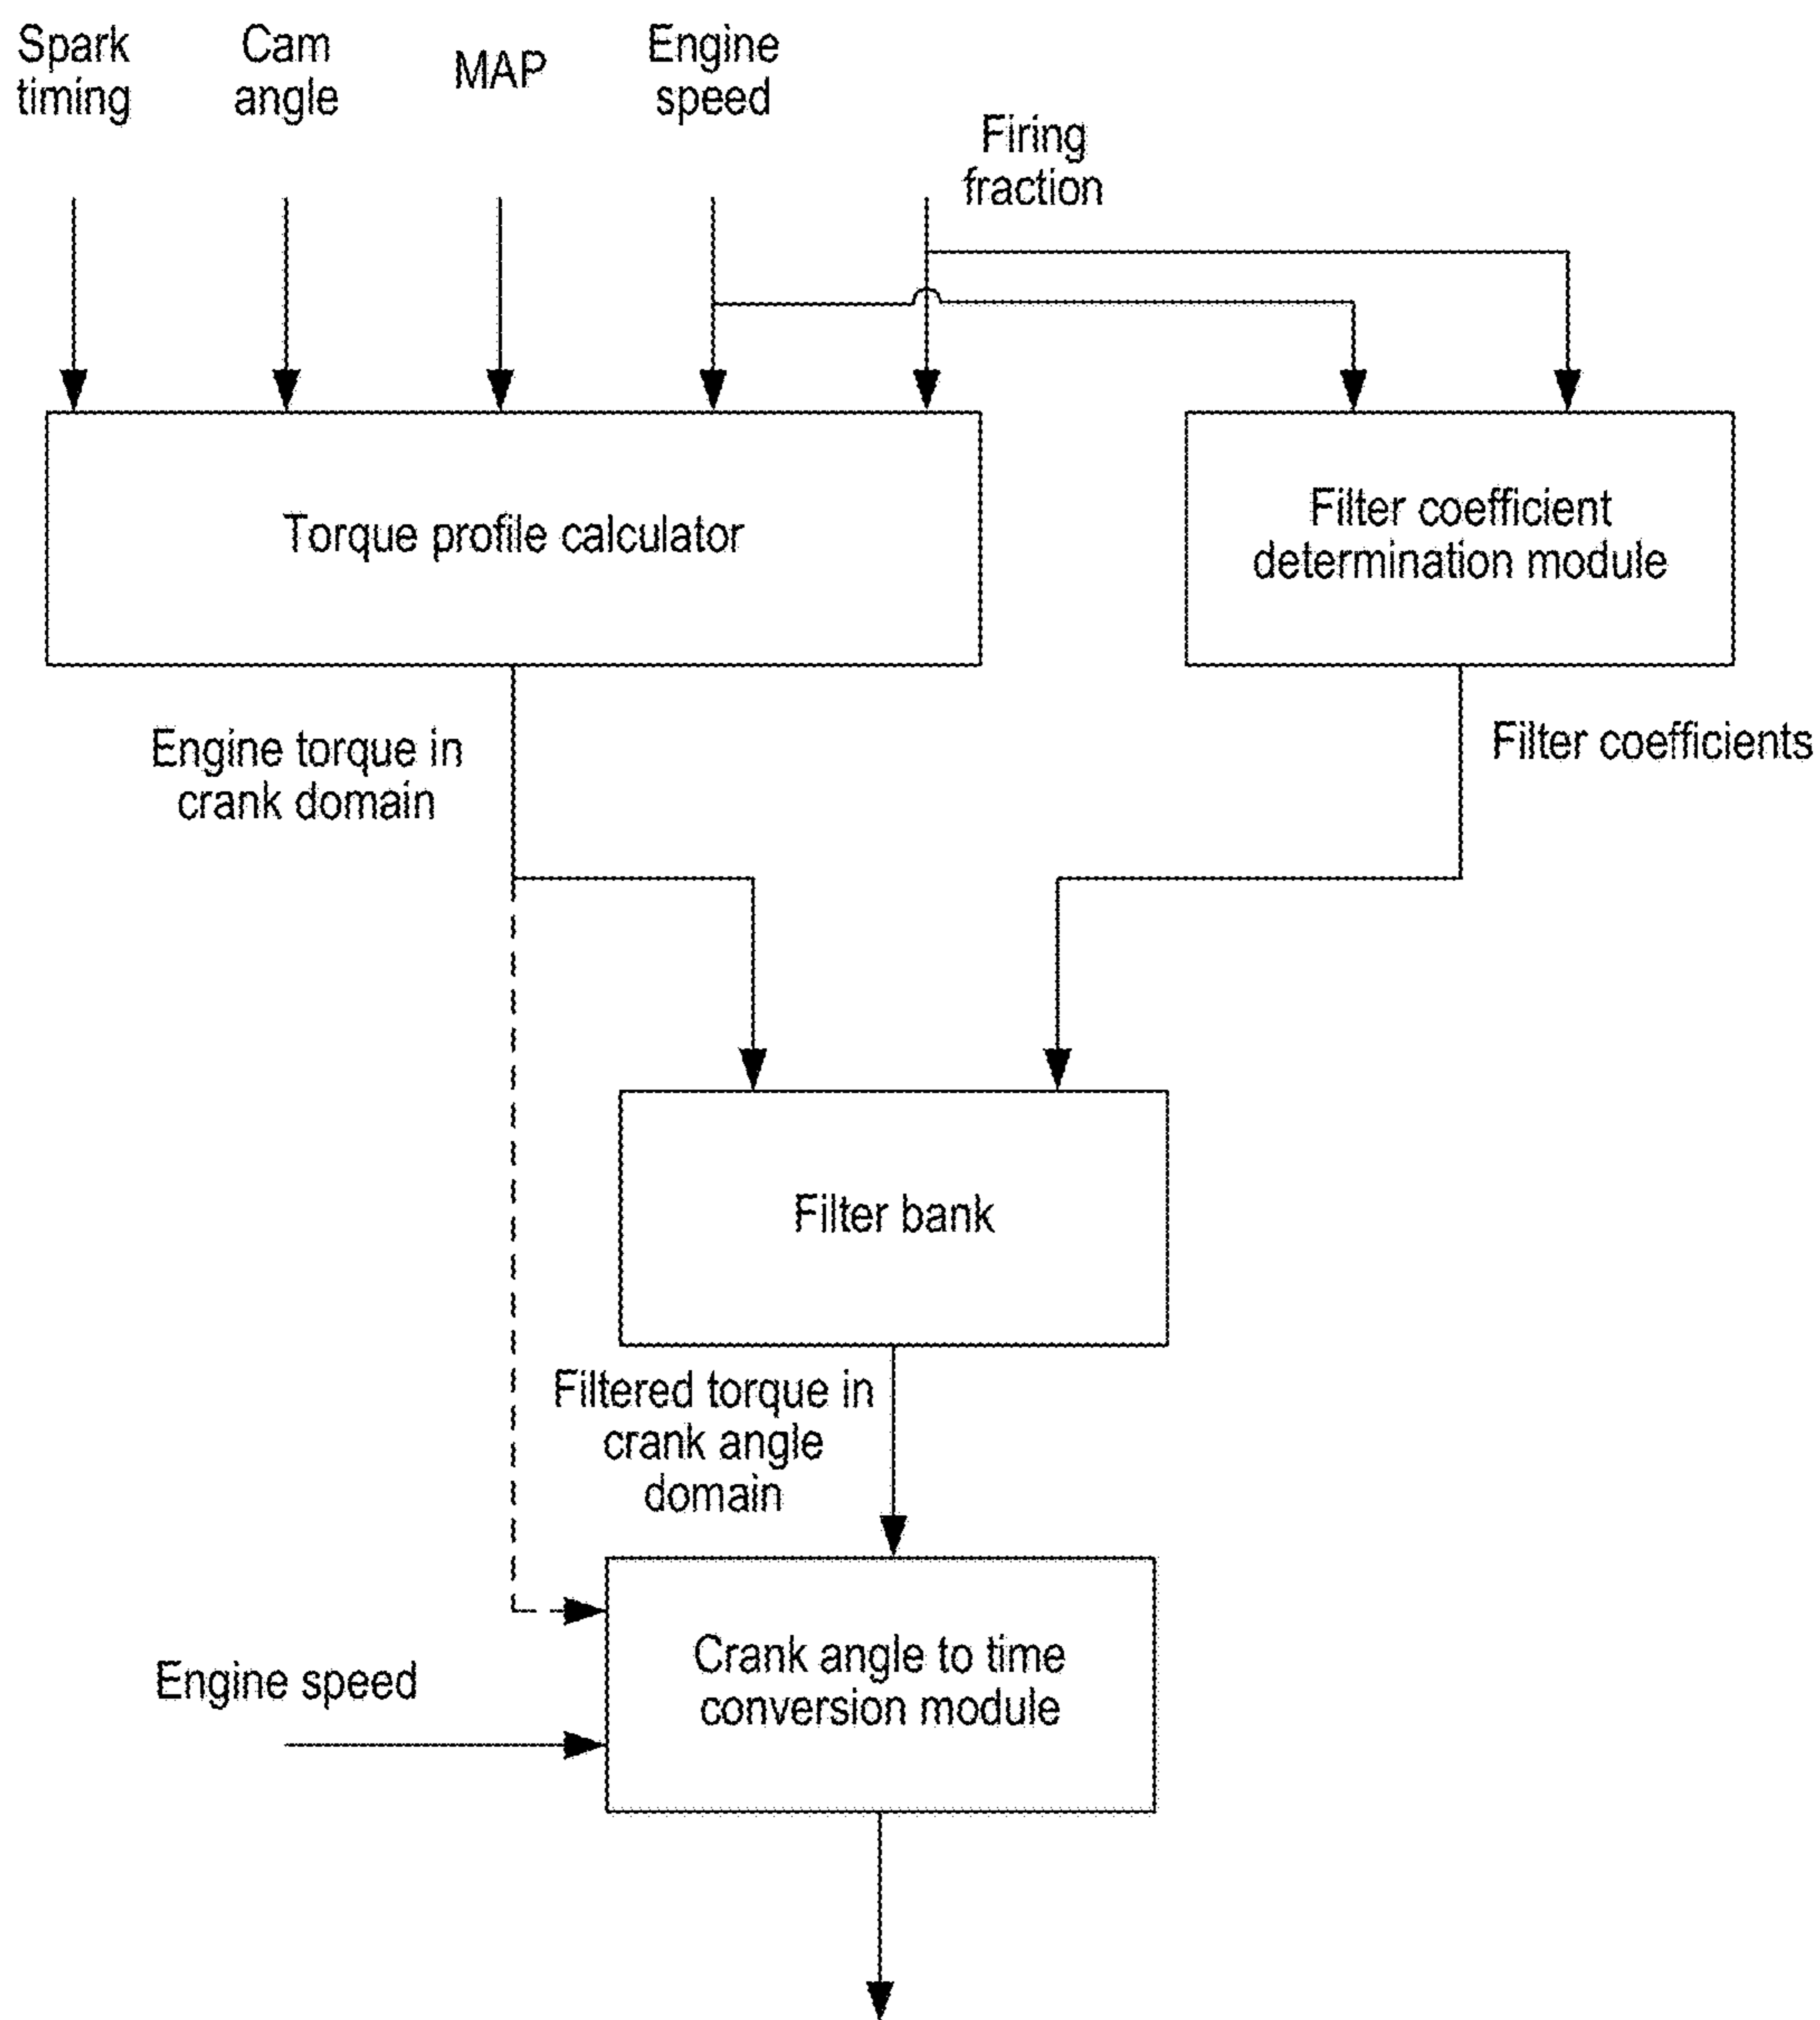 Spark
timing
Cam
angle
MAP
Engine
speed
Firing
fraction
Torque profile calculator
Filter coefficient
determination module
Engine torque in
crank domain
Filter coefficients
Filter bank
Filtered torque in
crank angle
domain
Crank angle to time
conversion module
Engine speed